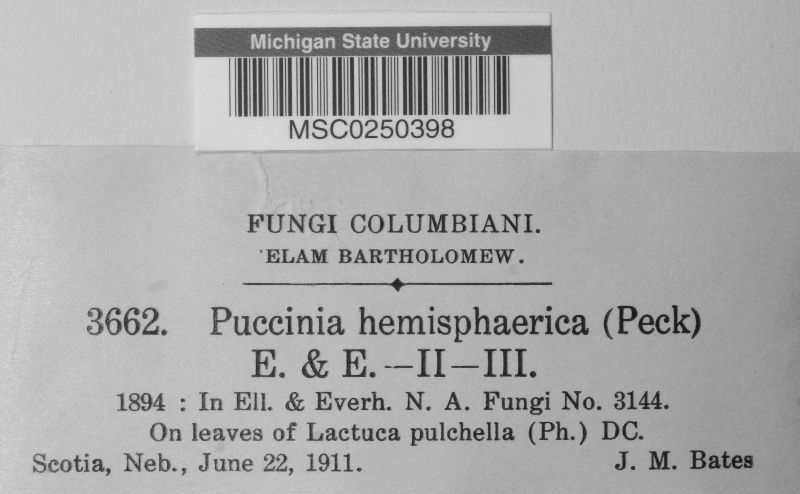 Michigan State University
MSC0250398
FUNGI COLUMBIANI.
ELAM BARTHOLOMEW.
3662. Puccinia hemisphaerica (Peck)
E. & E.—II—III.
1894 : In Ell. & Everh. N. A. Fungi No. 3144.
On leaves of Lactuca pulchella (Ph.) DC.
Scotia, Neb., June 22, 1911. J. M. Bates